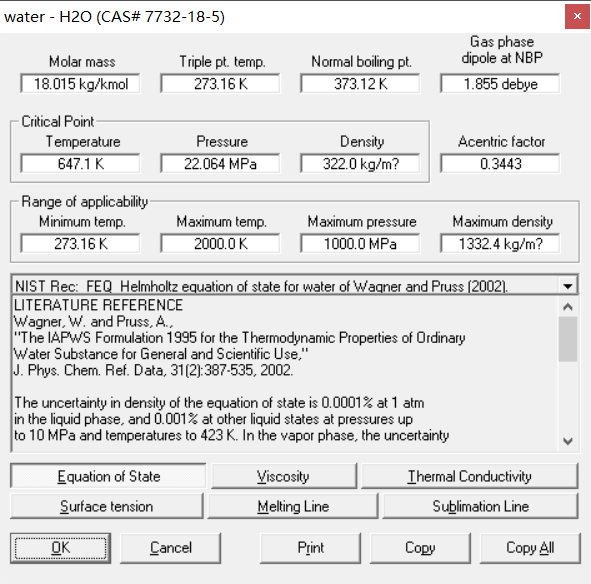 water - H2O (CAS# 7732-18-5)
×
Molar mass
Triple pt. temp.
Normal boiling pt.
Gas phase
dipole at NBP
18.015 kg/kmol
273.16 K
373.12 K
1.855 debye
Critical Point
Temperature
Pressure
Density
Acentric factor
647.1 K
22.064 MPa
322.0 kg/m?
0.3443
Range of applicability
Minimum temp.
Maximum temp.
Maximum pressure
Maximum density
273.16 K
2000.0 K
1000.0 MPa
1332.4 kg/m?
NIST Rec: FEQ Helmholtz equation of state for water of Wagner and Pruss (2002).
LITERATURE REFERENCE
Wagner, W. and Pruss, A.,
"The IAPWS Formulation 1995 for the Thermodynamic Properties of Ordinary
Water Substance for General and Scientific Use,"
J. Phys. Chem. Ref. Data, 31(2):387-535, 2002.
The uncertainty in density of the equation of state is 0.0001% at 1 atm
in the liquid phase, and 0.001% at other liquid states at pressures up
to 10 MPa and temperatures to 423 K. In the vapor phase, the uncertainty
Equation of State
Viscosity
Thermal Conductivity
Surface tension
Melting Line
Sublimation Line
OK
Cancel
Print
Copy
Copy All